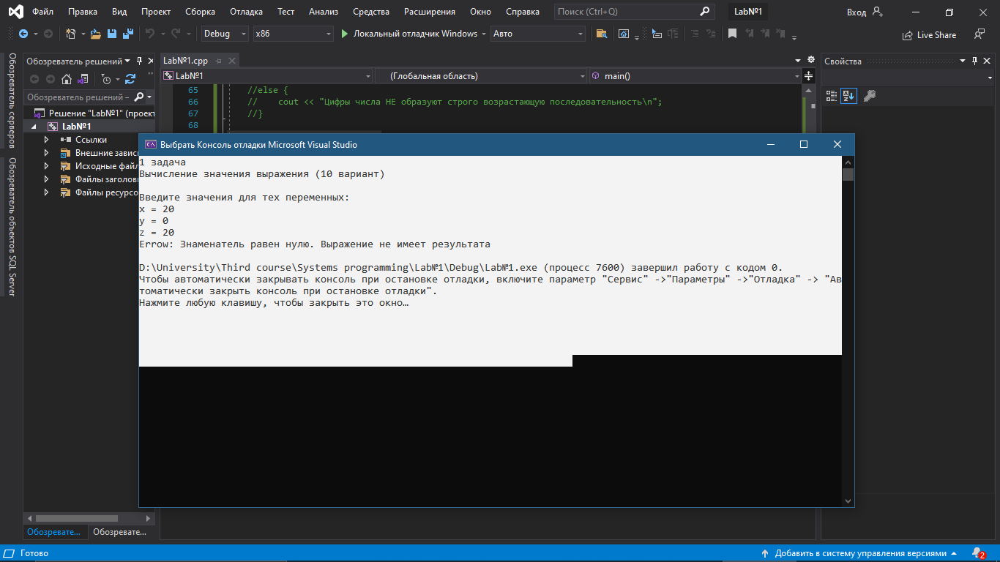 Файл Правка Вид Проект Сборка Отладка Тест Анализ Средства Расширения Окно Справка Поиск (Ctrl+Q) Lab№1 Вход
Debug x86 Локальный отладчик Windows Авто Live Share
Обозреватель серверов
Обозреватель объектов SQL Server
Обозреватель решений
Обозреватель решений –
Решение "Lab№1" (проект
Lab№1
Ссылки
Внешние завис
Исходные файл
Файлы заголов
Файлы ресурсо
Обозревате... Обозревате...
Lab№1.cpp
Lab№1 (Глобальная область) main()
65 //else {
66 // cout << "Цифры числа НЕ образуют строго возрастающую последовательность\n";
67 //}
68
Свойства
Выбрать Консоль отладки Microsoft Visual Studio
1 задача
Вычисление значения выражения (10 вариант)
Введите значения для тех переменных:
x = 20
y = 0
z = 20
Errow: Знаменатель равен нулю. Выражение не имеет результата
D:\University\Third course\Systems programming\Lab№1\Debug\Lab№1.exe (процесс 7600) завершил работу с кодом 0.
Чтобы автоматически закрывать консоль при остановке отладки, включите параметр "Сервис" ->"Параметры" ->"Отладка" -> "Ав
томатически закрыть консоль при остановке отладки".
Нажмите любую клавишу, чтобы закрыть это окно…
Готово Добавить в систему управления версиями 2